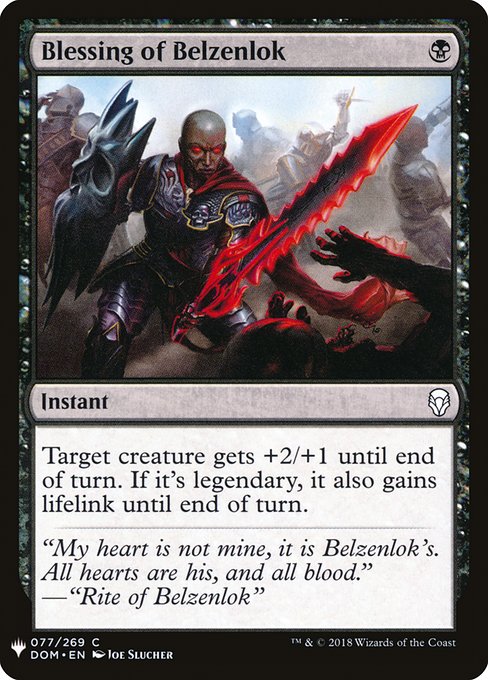 Blessing of Belzenlok
Instant
Target creature gets +2/+1 until end
of turn. If it's legendary, it also gains
lifelink until end of turn.
"My heart is not mine, it is Belzenlok's.
All hearts are his, and all blood."
—"Rite of Belzenlok"
077/269 C
DOM • EN Joe Slucher
™ & © 2018 Wizards of the Coast